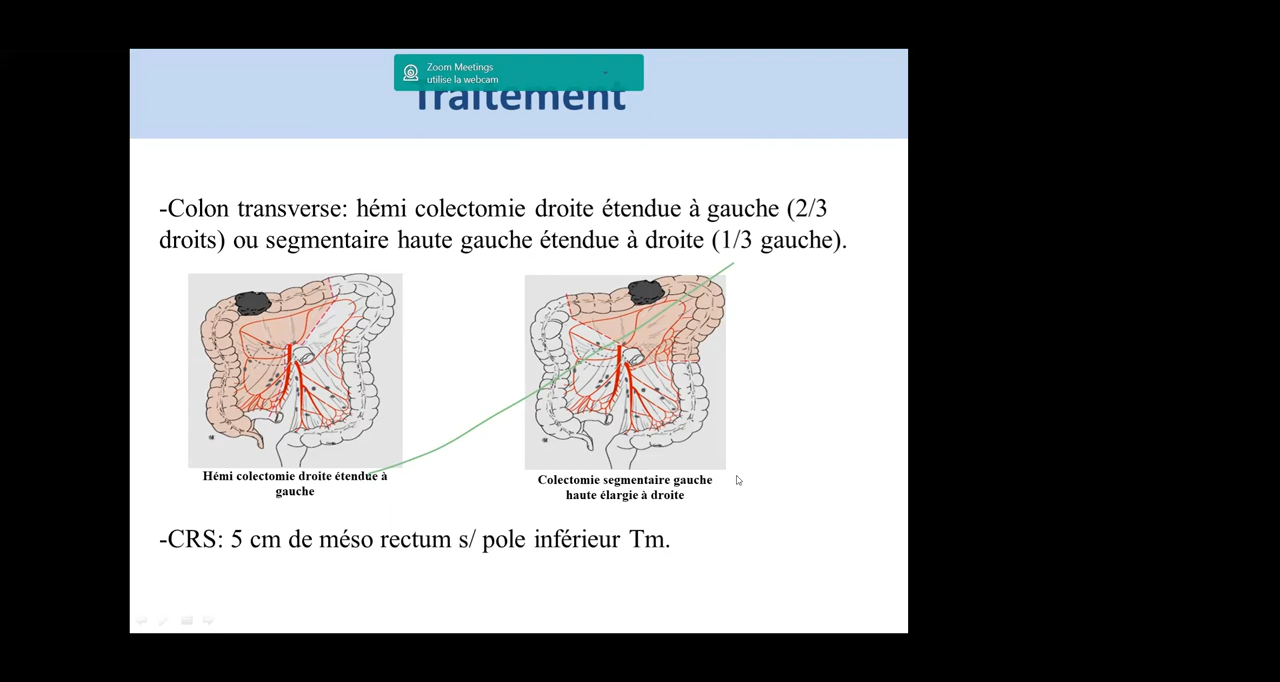 Zoom Meetings
utilise la webcam
Traitement
-Colon transverse: hémi colectomie droite étendue à gauche (2/3
droits) ou segmentaire haute gauche étendue à droite (1/3 gauche).
Hémi colectomie droite étendue à
gauche
Colectomie segmentaire gauche
haute élargie à droite
-CRS: 5 cm de méso rectum s/ pole inférieur Tm.